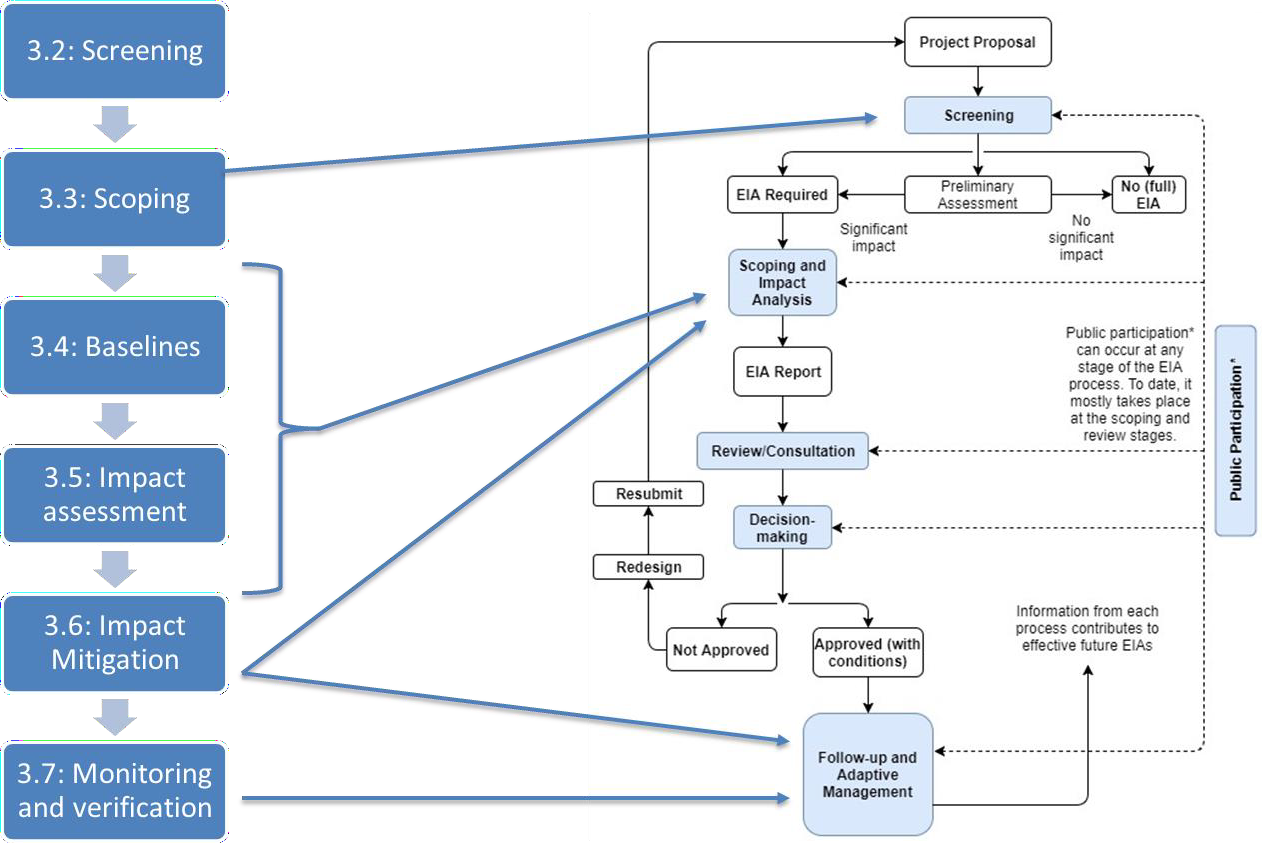 3.2: Screening
3.3: Scoping
3.4: Baselines
3.5: Impact
assessment
3.6: Impact
Mitigation
3.7: Monitoring
and verification
Project Proposal
Screening
EIA Required
Preliminary
Assessment
No (full)
EIA
Significant
impact
No
significant
impact
Scoping and
Impact
Analysis
EIA Report
Public participation*
can occur at any
stage of the EIA
process. To date, it
mostly takes place
at the scoping and
review stages.
Public Participation*
Review/Consultation
Resubmit
Decision-
making
Redesign
Not Approved
Approved (with
conditions)
Information from each
process contributes to
effective future EIAs
Follow-up and
Adaptive
Management